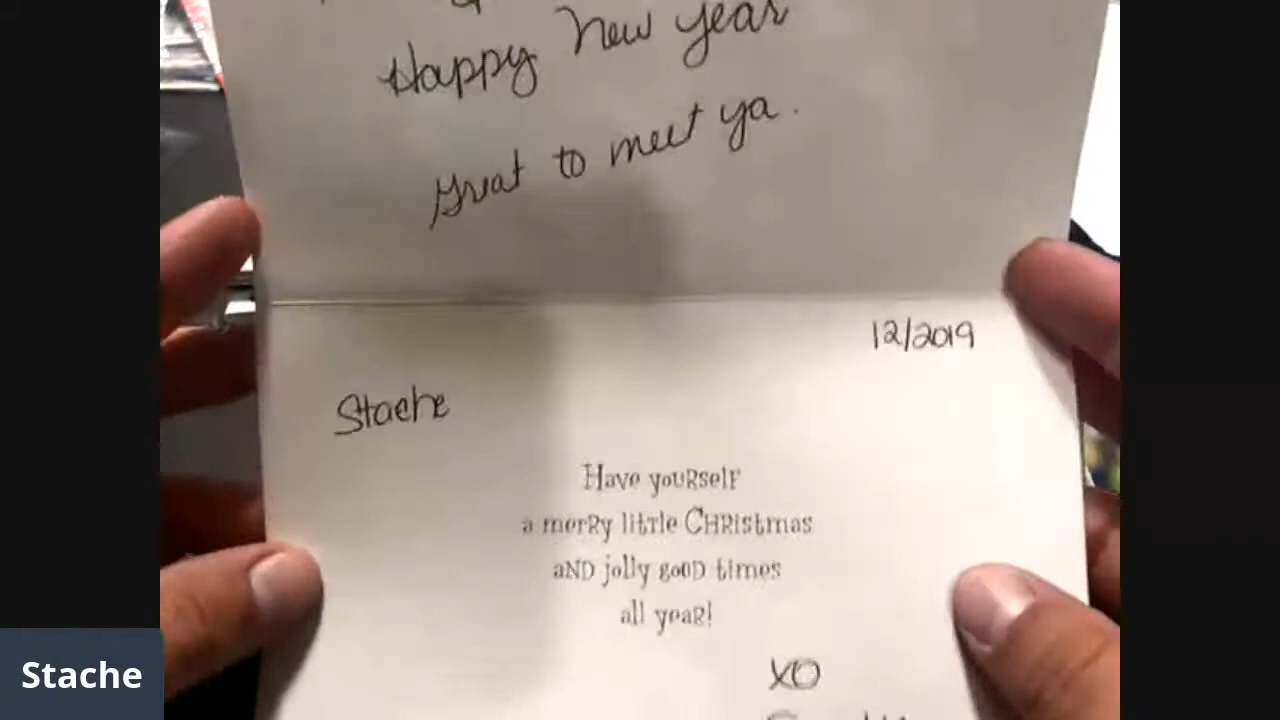 Happy New Year
Great to meet ya.
12/2019
Stache
Have yourself
a merry little Christmas
and jolly good times
all year!
XO
Stache